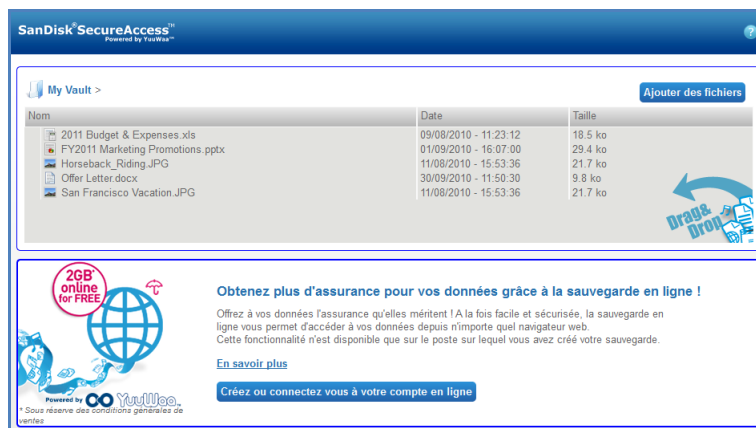 SanDisk® SecureAccess™
Powered by YuuWaa™
?
My Vault >
Ajouter des fichiers
Nom Date Taille
2011 Budget & Expenses.xls 09/08/2010 - 11:23:12 18.5 ko
FY2011 Marketing Promotions.pptx 01/09/2010 - 16:07:00 29.4 ko
Horseback_Riding.JPG 11/08/2010 - 15:53:36 21.7 ko
Offer Letter.docx 30/09/2010 - 11:50:30 9.8 ko
San Francisco Vacation.JPG 11/08/2010 - 15:53:36 21.7 ko
Drag&
Drop
2GB*
online
for FREE
Obtenez plus d'assurance pour vos données grâce à la sauvegarde en ligne !
Offrez à vos données l'assurance qu'elles méritent ! A la fois facile et sécurisée, la sauvegarde en
ligne vous permet d'accéder à vos données depuis n'importe quel navigateur web.
Cette fonctionnalité n'est disponible que sur le poste sur lequel vous avez créé votre sauvegarde.
En savoir plus
Créez ou connectez vous à votre compte en ligne
Powered by YuuWaa™
* Sous réserve des conditions générales de
ventes